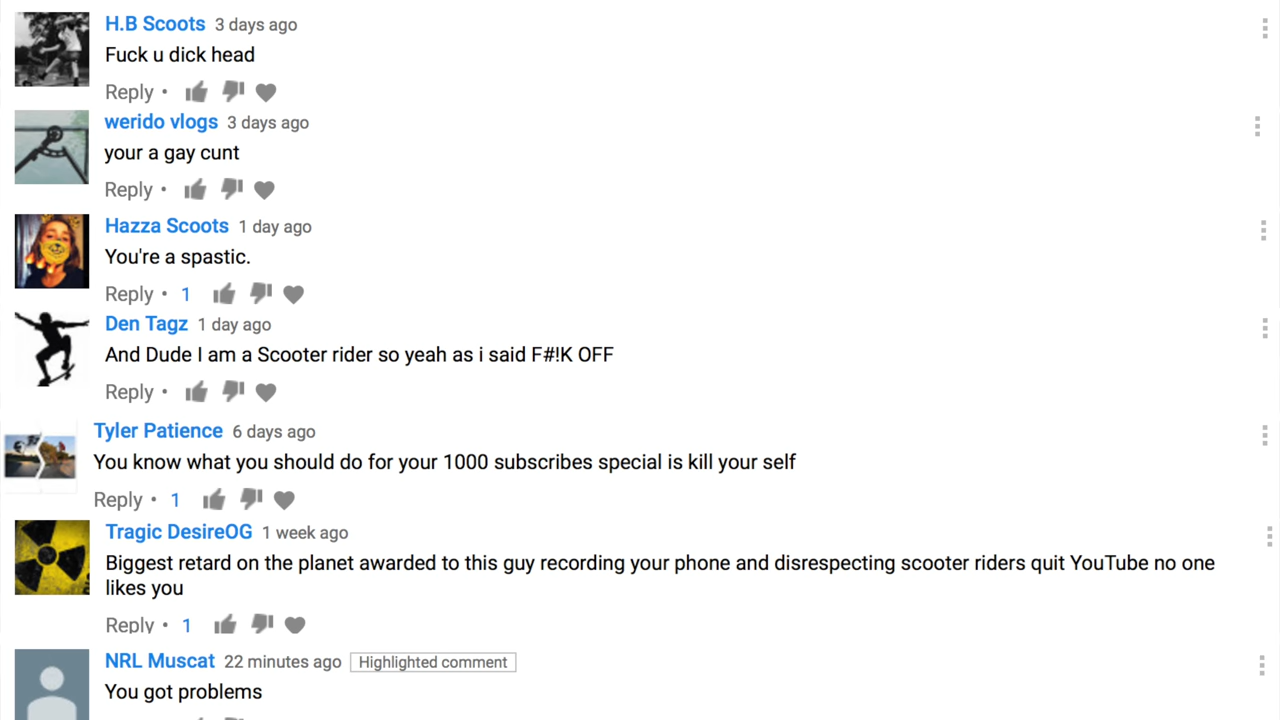 H.B Scoots 3 days ago
Fuck u dick head
Reply •
werido vlogs 3 days ago
your a gay cunt
Reply •
Hazza Scoots 1 day ago
You're a spastic.
Reply • 1
Den Tagz 1 day ago
And Dude I am a Scooter rider so yeah as i said F#!K OFF
Reply •
Tyler Patience 6 days ago
You know what you should do for your 1000 subscribes special is kill your self
Reply • 1
Tragic DesireOG 1 week ago
Biggest retard on the planet awarded to this guy recording your phone and disrespecting scooter riders quit YouTube no one
likes you
Reply • 1
NRL Muscat 22 minutes ago Highlighted comment
You got problems